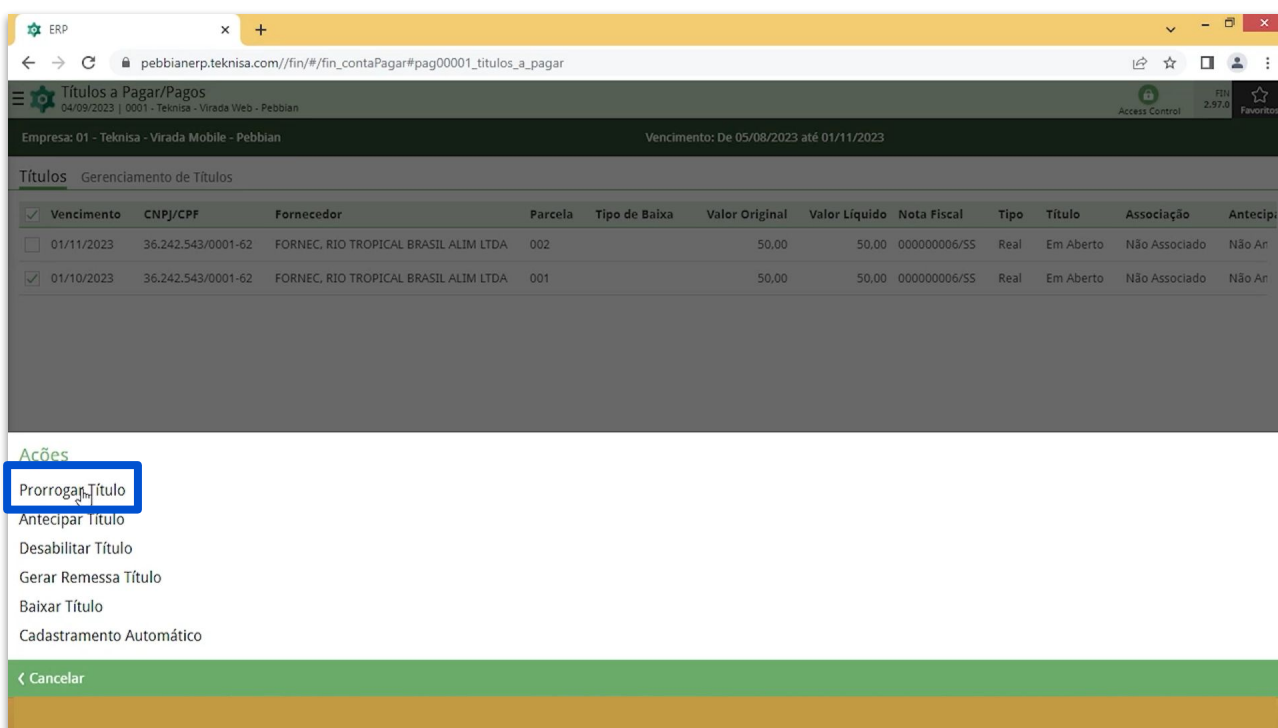 ERP
pebbianerp.teknisa.com//fin/#/fin_contaPagar#pag00001_titulos_a_pagar
Títulos a Pagar/Pagos
04/09/2023 | 0001 - Teknisa - Virada Web - Pebbian
Access Control
FIN
2.97.0
Favoritos
Empresa: 01 - Teknisa - Virada Mobile - Pebbian Vencimento: De 05/08/2023 até 01/11/2023
Títulos Gerenciamento de Títulos
Vencimento CNPJ/CPF Fornecedor Parcela Tipo de Baixa Valor Original Valor Líquido Nota Fiscal Tipo Título Associação Antecipa
01/11/2023 36.242.543/0001-62 FORNEC, RIO TROPICAL BRASIL ALIM LTDA 002 50,00 50,00 000000006/SS Real Em Aberto Não Associado Não An
01/10/2023 36.242.543/0001-62 FORNEC, RIO TROPICAL BRASIL ALIM LTDA 001 50,00 50,00 000000006/SS Real Em Aberto Não Associado Não An
Ações
Prorrogar Título
Antecipar Título
Desabilitar Título
Gerar Remessa Título
Baixar Título
Cadastramento Automático
Cancelar